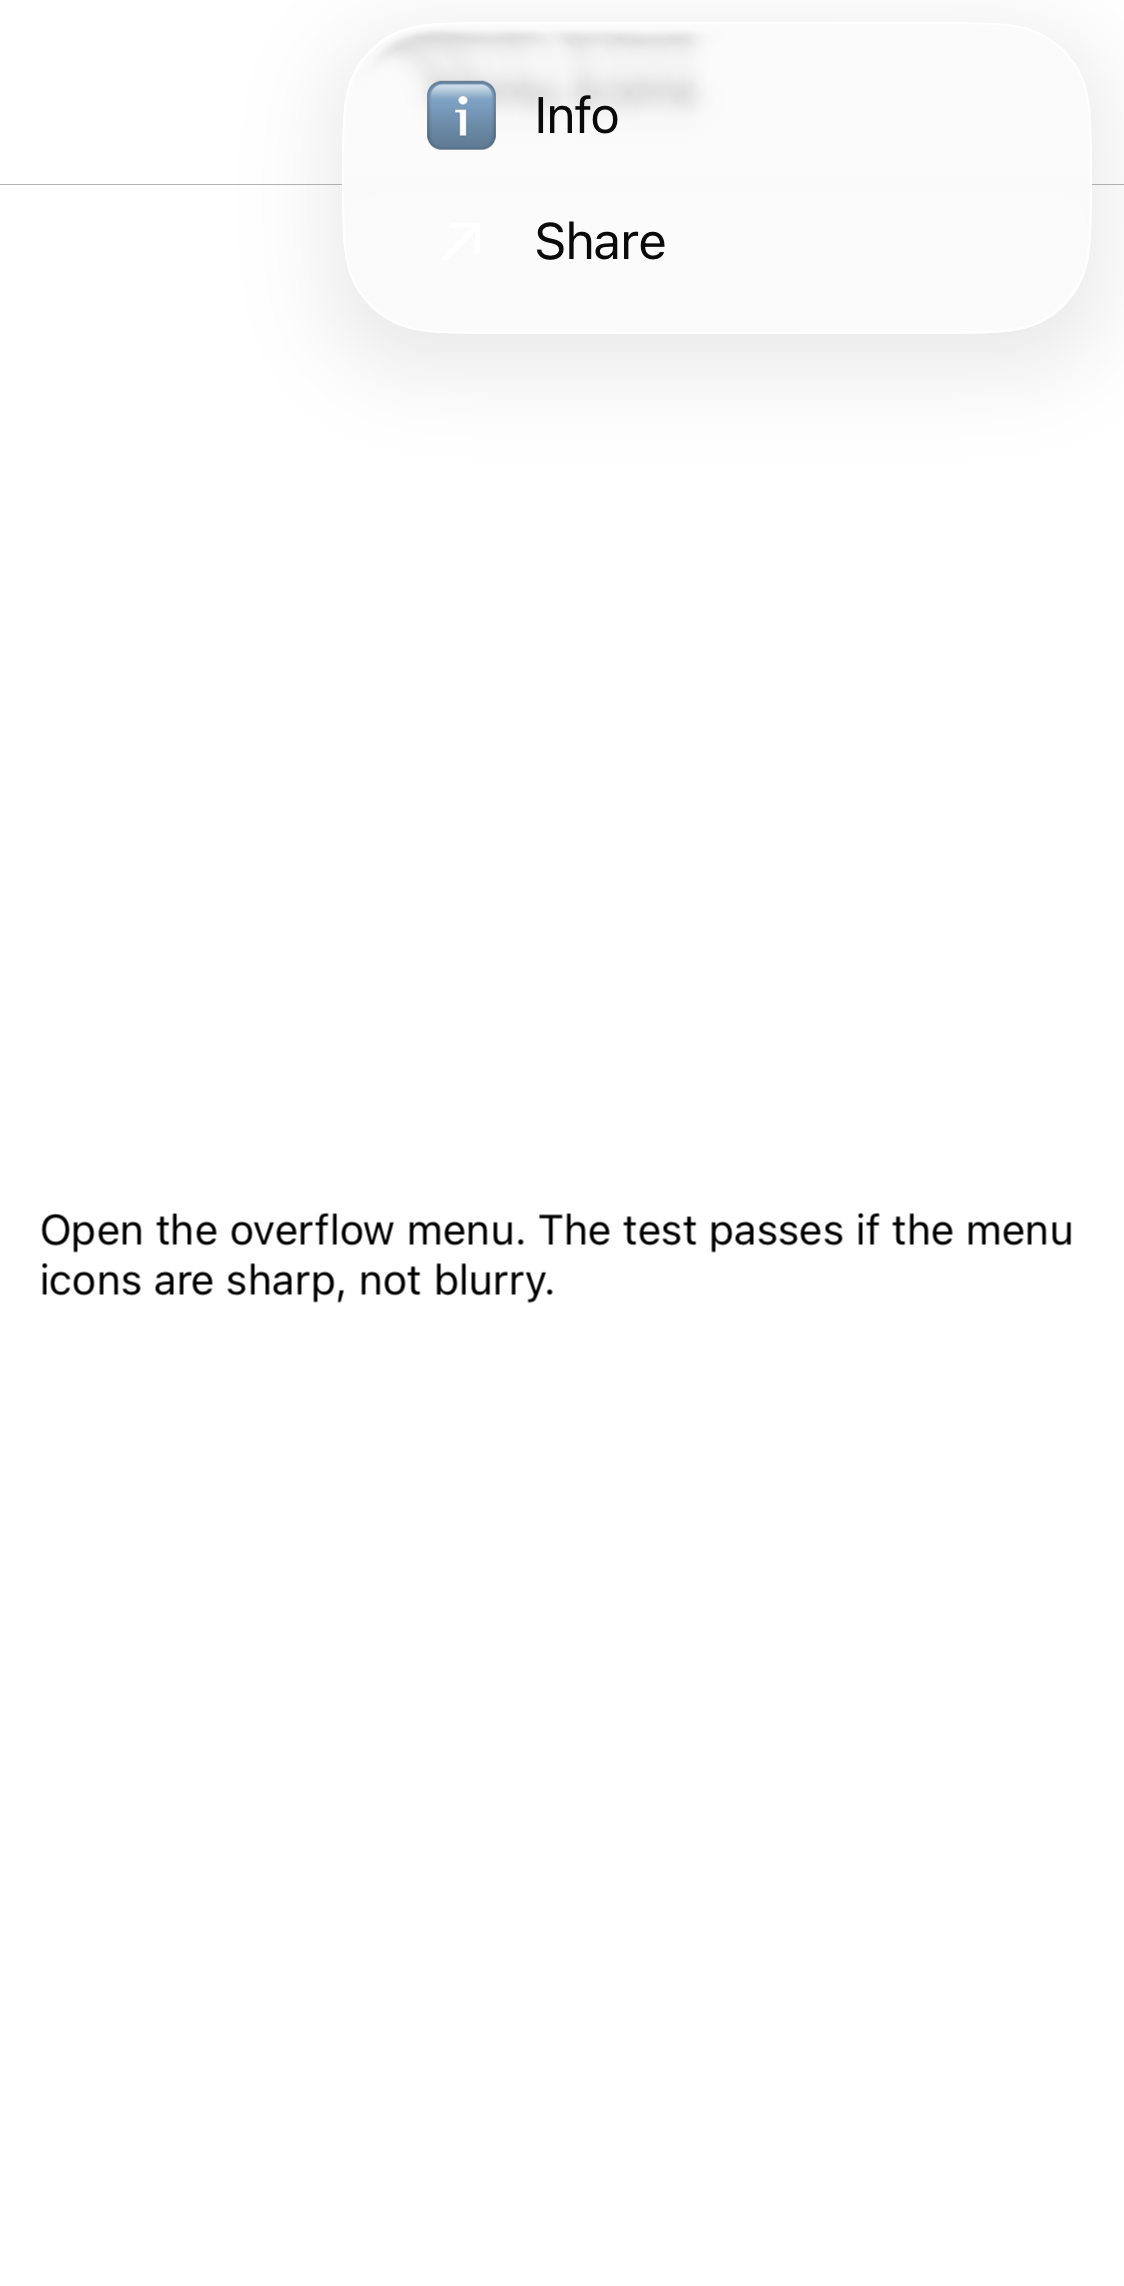 Info
Share
Open the overflow menu. The test passes if the menu
icons are sharp, not blurry.